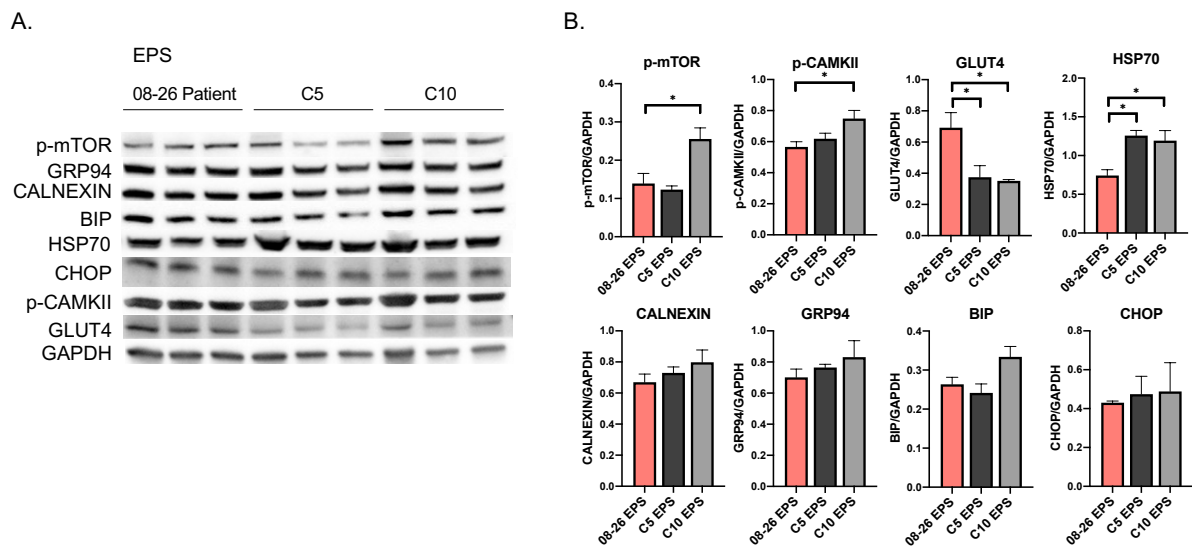 A.
EPS
08-26 Patient
C5
C10
p-mTOR
GRP94
CALNEXIN
BIP
HSP70
CHOP
p-CAMKII
GLUT4
GAPDH
B.
p-mTOR
p-mTOR/GAPDH
0.4
0.3
0.2
0.1
0.0
*
08-26 EPS
C5 EPS
C10 EPS
p-CAMKII
p-CAMKII/GAPDH
1.0
0.8
0.6
0.4
0.2
0.0
*
08-26 EPS
C5 EPS
C10 EPS
GLUT4
GLUT4/GAPDH
1.0
0.8
0.6
0.4
0.2
0.0
*
*
08-26 EPS
C5 EPS
C10 EPS
HSP70
HSP70/GAPDH
2.0
1.5
1.0
0.5
0.0
*
*
08-26 EPS
C5 EPS
C10 EPS
CALNEXIN
CALNEXIN/GAPDH
1.0
0.8
0.6
0.4
0.2
0.0
08-26 EPS
C5 EPS
C10 EPS
GRP94
GRP94/GAPDH
1.0
0.8
0.6
0.4
0.2
0.0
08-26 EPS
C5 EPS
C10 EPS
BIP
BIP/GAPDH
0.4
0.3
0.2
0.1
0.0
08-26 EPS
C5 EPS
C10 EPS
CHOP
CHOP/GAPDH
0.8
0.6
0.4
0.2
0.0
08-26 EPS
C5 EPS
C10 EPS